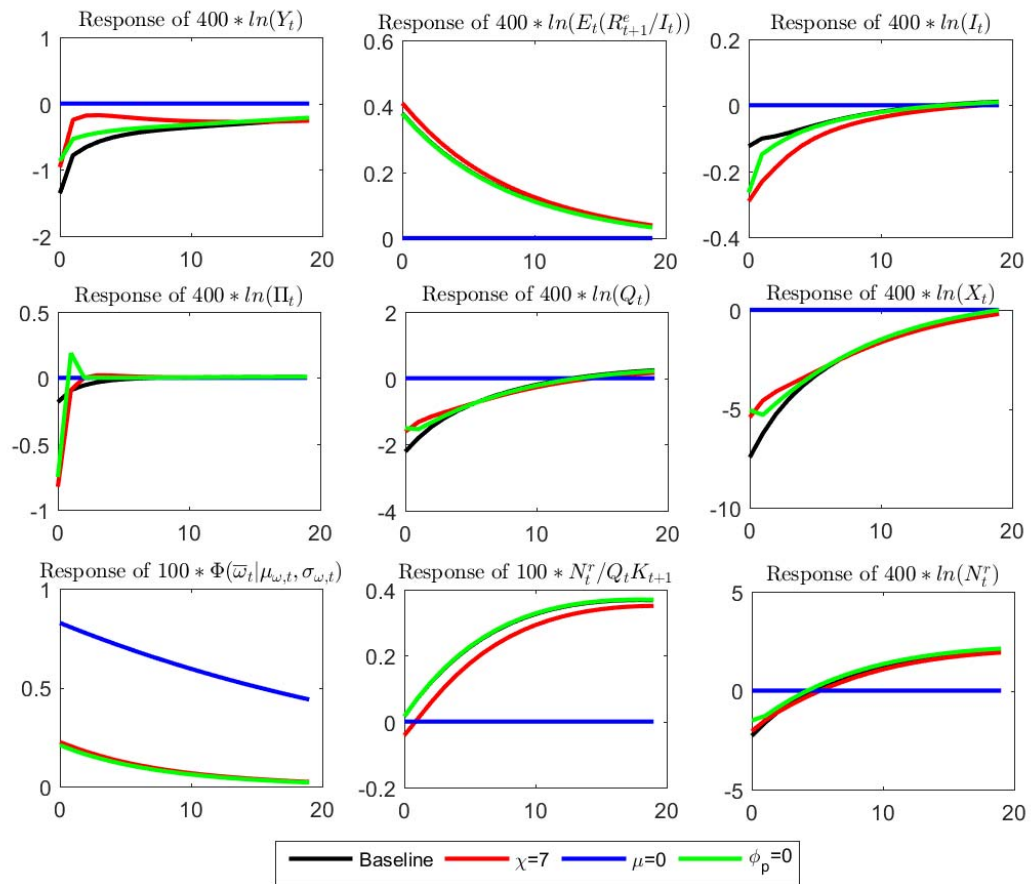 Response of 400 ∗ ln(Y_t)
1
0
-1
-2
0 10 20
Response of 400 ∗ ln(E_t(R^e_{t+1}/I_t))
0.6
0.4
0.2
0
0 10 20
Response of 400 ∗ ln(I_t)
0.2
0
-0.2
-0.4
0 10 20
Response of 400 ∗ ln(Π_t)
0.5
0
-0.5
-1
0 10 20
Response of 400 ∗ ln(Q_t)
2
0
-2
-4
0 10 20
Response of 400 ∗ ln(X_t)
0
-5
-10
0 10 20
Response of 100 ∗ Φ(ω̅_t|μ_{ω,t}, σ_{ω,t})
1
0.5
0
0 10 20
Response of 100 ∗ N^r_t/Q_tK_{t+1}
0.4
0.2
0
-0.2
0 10 20
Response of 400 ∗ ln(N^r_t)
5
0
-5
0 10 20
Baseline χ=7 μ=0 ϕ_p=0